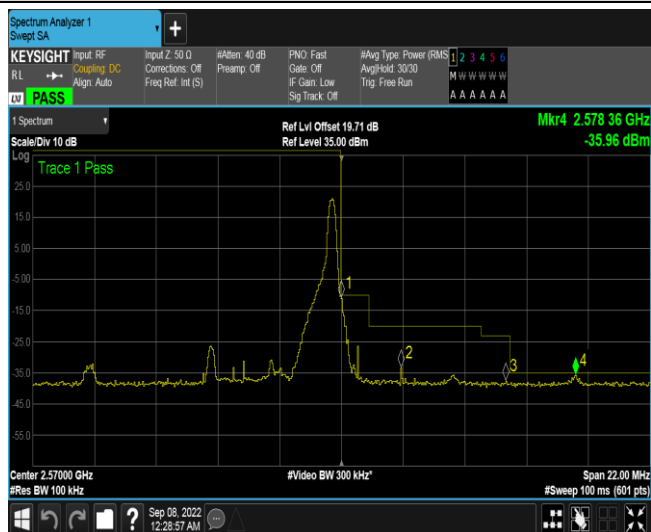 Spectrum Analyzer 1
Swept SA
+
KEYSIGHT Input: RF Input Z: 50 Ω #Atten: 40 dB PNO: Fast #Avg Type: Power (RMS 1 2 3 4 5 6
RL Coupling: DC Corrections: Off Preamp: Off Gate: Off Avg|Hold: 30/30 M W W W W W
Align: Auto Freq Ref: Int (S) IF Gain: Low Trig: Free Run
LXI PASS Sig Track: Off A A A A A A
1 Spectrum Ref Lvl Offset 19.71 dB Mkr4 2.578 36 GHz
Scale/Div 10 dB Ref Level 35.00 dBm -35.96 dBm
Log
Trace 1 Pass
25.0
15.0
5.00
-5.00
1
-15.0
-25.0
2
3
4
-35.0
-45.0
-55.0
Center 2.57000 GHz #Video BW 300 kHz* Span 22.00 MHz
#Res BW 100 kHz #Sweep 100 ms (601 pts)
? Sep 08, 2022
12:28:57 AM